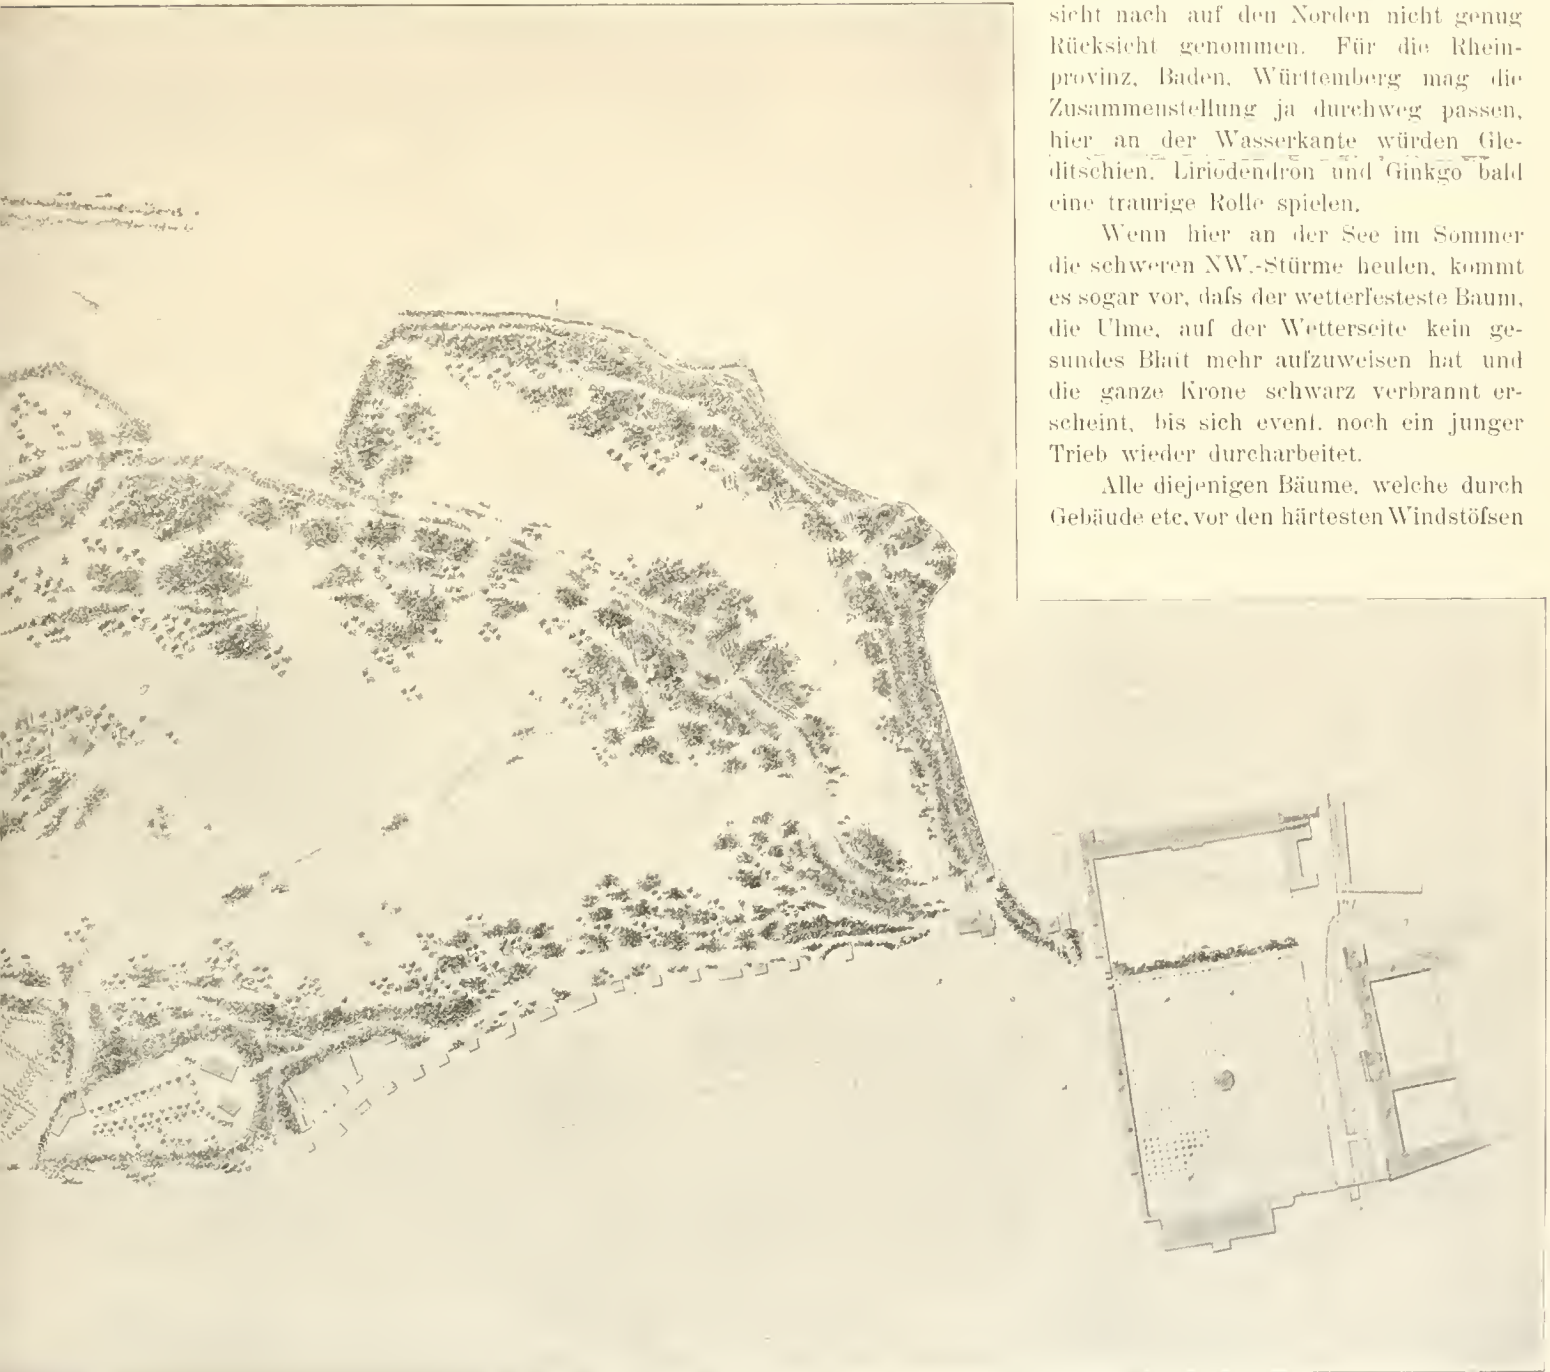 sicht nach auf den Norden nicht genug
Rücksicht genommen. Für die Rhein-
provinz, Baden, Württemberg mag die
Zusammenstellung ja durchweg passen,
hier an der Wasserkante würden Gle-
ditschien, Liriodendron und Ginkgo bald
eine traurige Rolle spielen.
Wenn hier an der See im Sommer
die schweren NW.-Stürme heulen, kommt
es sogar vor, dafs der wetterfesteste Baum,
die Ulme, auf der Wetterseite kein ge-
sundes Blatt mehr aufzuweisen hat und
die ganze Krone schwarz verbrannt er-
scheint, bis sich event. noch ein junger
Trieb wieder durcharbeitet.
Alle diejenigen Bäume, welche durch
Gebäude etc. vor den härtesten Windstöfsen